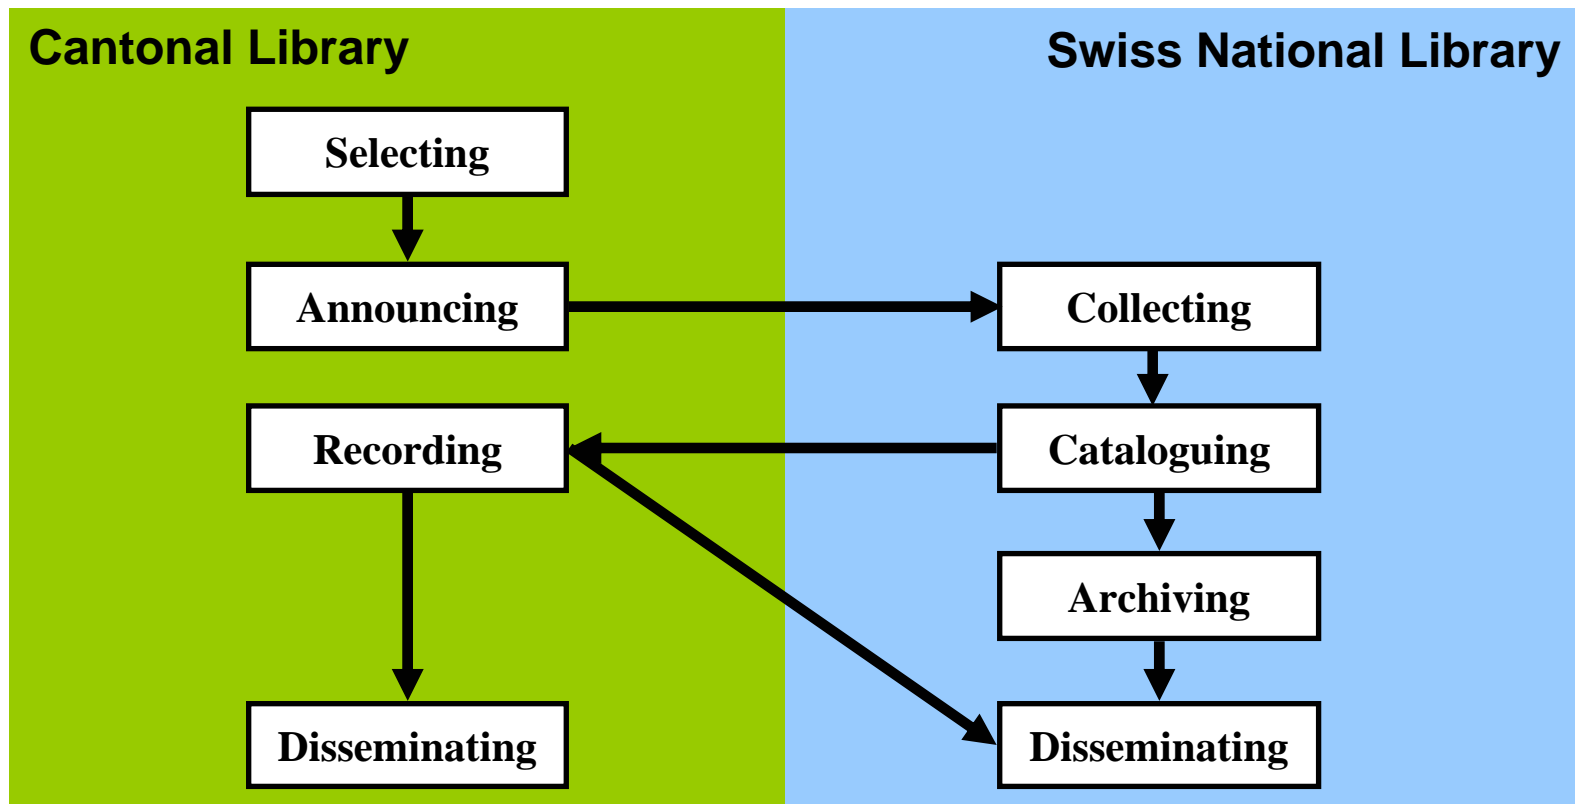 Cantonal Library
Swiss National Library
Selecting
Announcing
Collecting
Recording
Cataloguing
Archiving
Disseminating
Disseminating